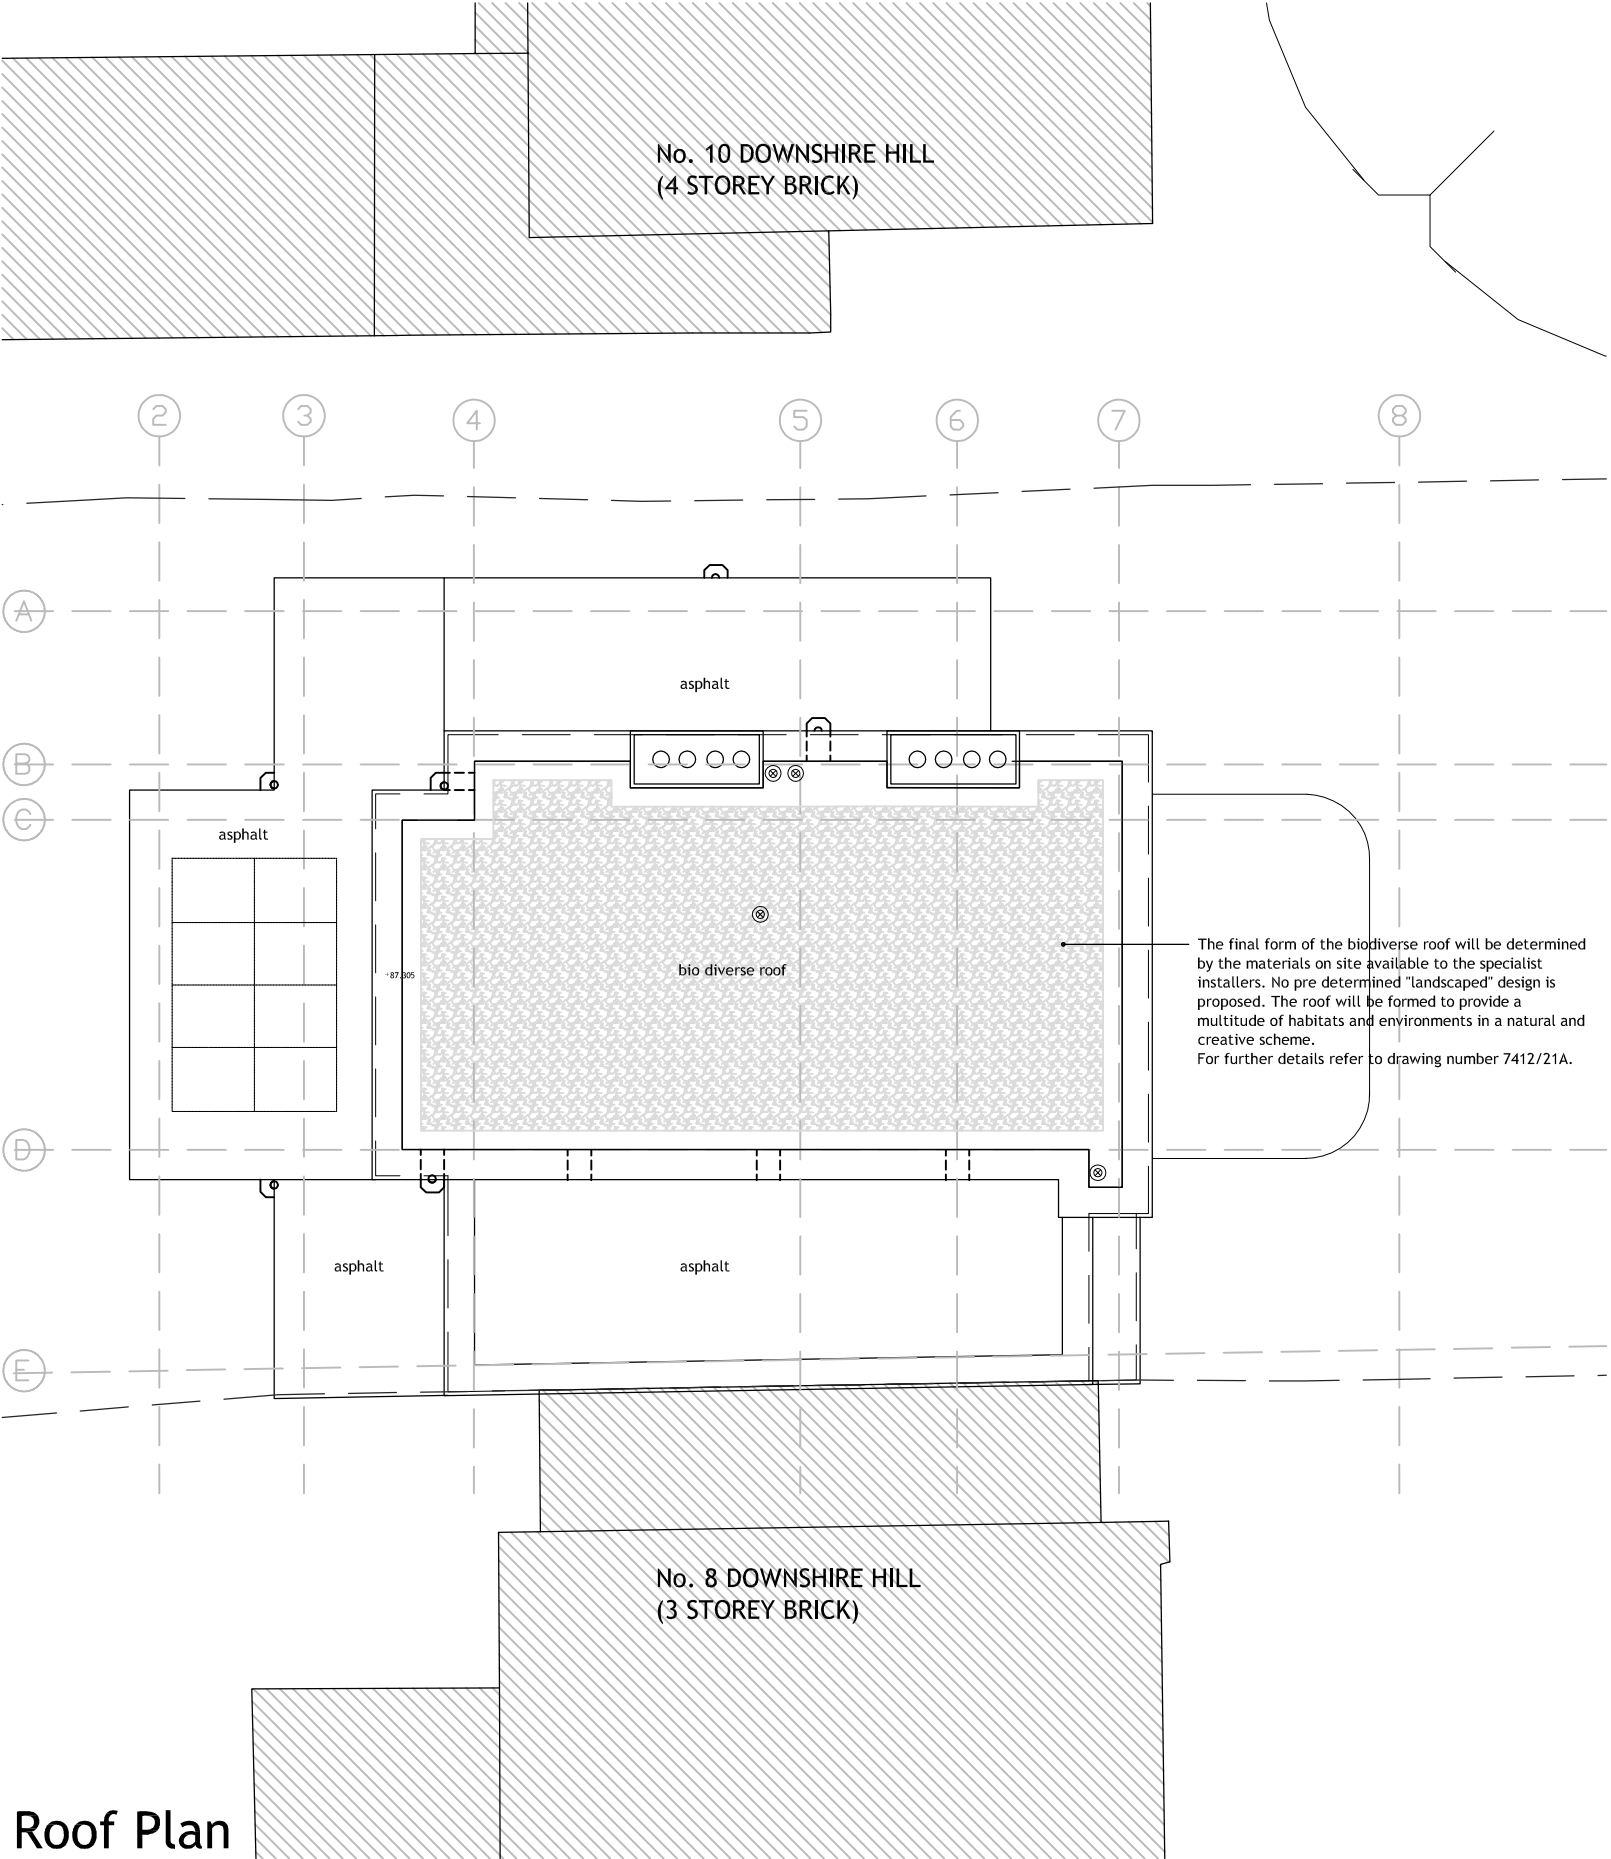 No. 10 DOWNSHIRE HILL
(4 STOREY BRICK)
2
3
4
5
6
7
8
A
asphalt
B
C
asphalt
The final form of the biodiverse roof will be determined
by the materials on site available to the specialist
installers. No pre determined "landscaped" design is
proposed. The roof will be formed to provide a
multitude of habitats and environments in a natural and
creative scheme.
For further details refer to drawing number 7412/21A.
bio diverse roof
+87.305
D
asphalt
asphalt
E
No. 8 DOWNSHIRE HILL
(3 STOREY BRICK)
Roof Plan